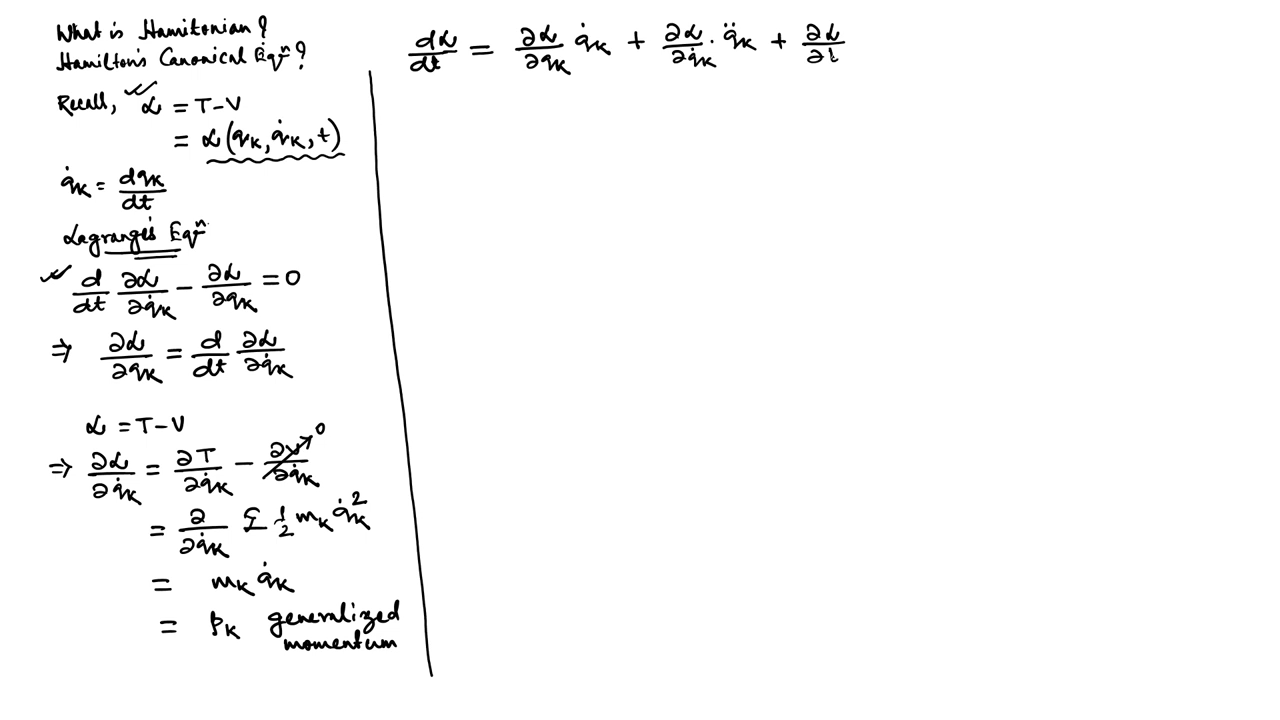 What is Hamitonian?
Hamilton's Canonical Eqⁿ?
Recall, ℒ = T-V
= ℒ(qₖ, q̇ₖ, t)
q̇ₖ = dqₖ/dt
Lagrange's Eqⁿ
d/dt ∂ℒ/∂q̇ₖ - ∂ℒ/∂qₖ = 0
⇒ ∂ℒ/∂qₖ = d/dt ∂ℒ/∂q̇ₖ
ℒ = T-V
⇒ ∂ℒ/∂q̇ₖ = ∂T/∂q̇ₖ - ∂V/∂q̇ₖ → 0
= ∂/∂q̇ₖ Σ 1/2 mₖ q̇ₖ²
= mₖ q̇ₖ
= pₖ generalized momentum
dℒ/dt = ∂ℒ/∂qₖ q̇ₖ + ∂ℒ/∂q̇ₖ · q̈ₖ + ∂ℒ/∂t